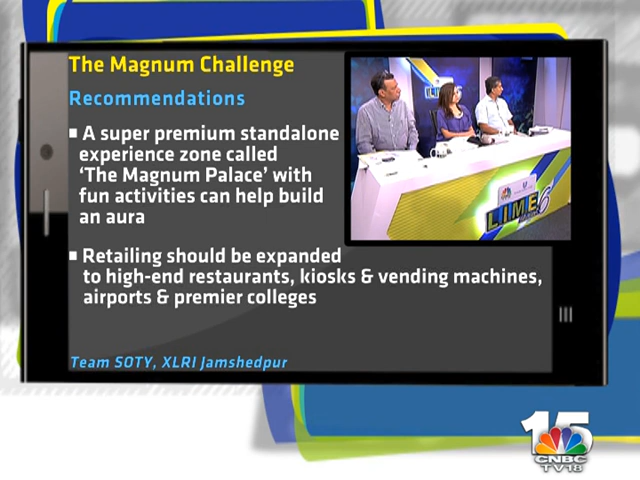 The Magnum Challenge
Recommendations
A super premium standalone
experience zone called
‘The Magnum Palace’ with
fun activities can help build
an aura
Retailing should be expanded
to high-end restaurants, kiosks & vending machines,
airports & premier colleges
Team SOTY, XLRI Jamshedpur
L.I.M.E
6
15
CNBC
TV18